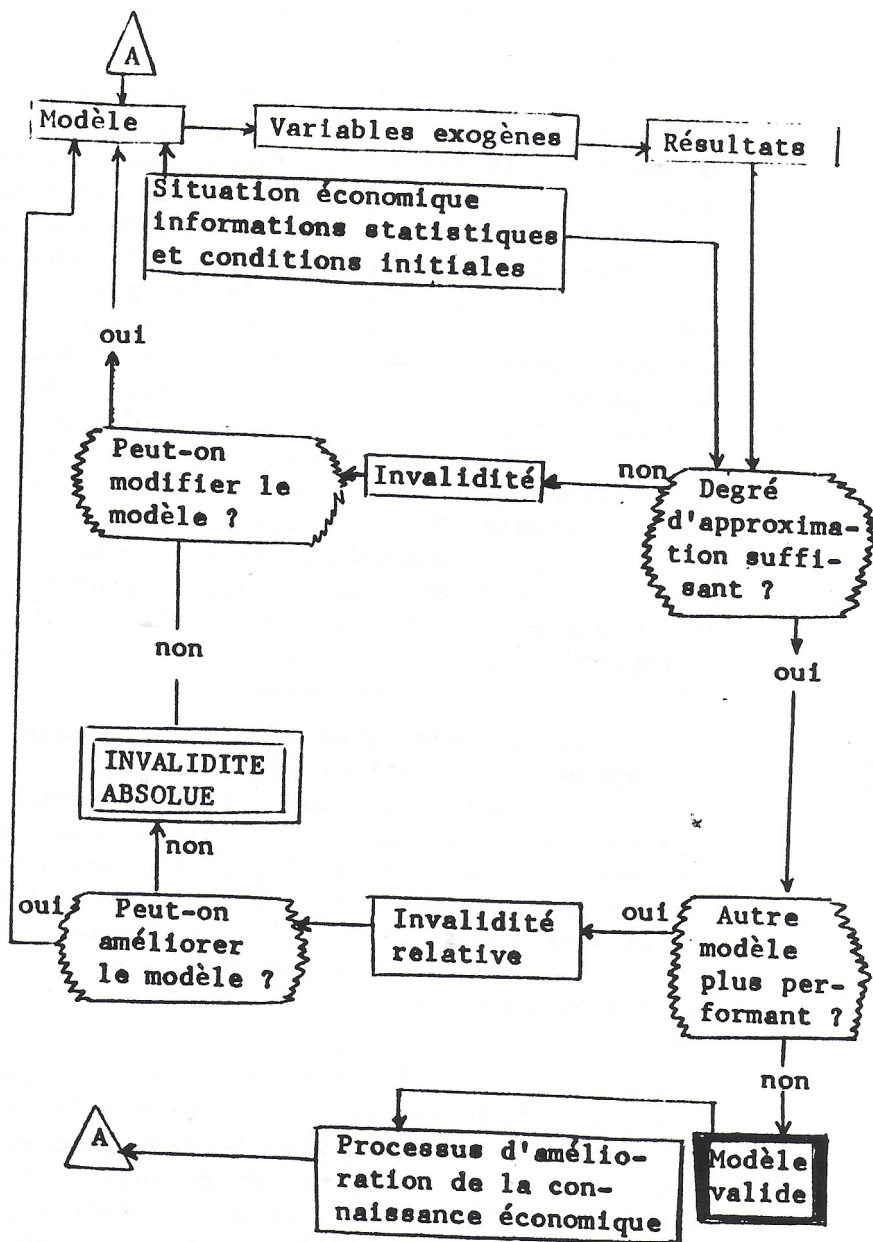 A
Modèle
Variables exogènes
Résultats
Situation économique
informations statistiques
et conditions initiales
oui
Peut-on
modifier le
modèle ?
Invalidité
non
Degré
d'approxima-
tion suffi-
sant ?
non
oui
INVALIDITE
ABSOLUE
non
oui
Peut-on
améliorer
le modèle ?
Invalidité
relative
oui
Autre
modèle
plus per-
formant ?
non
A
Processus d'amélio-
ration de la con-
naissance économique
Modèle
valide